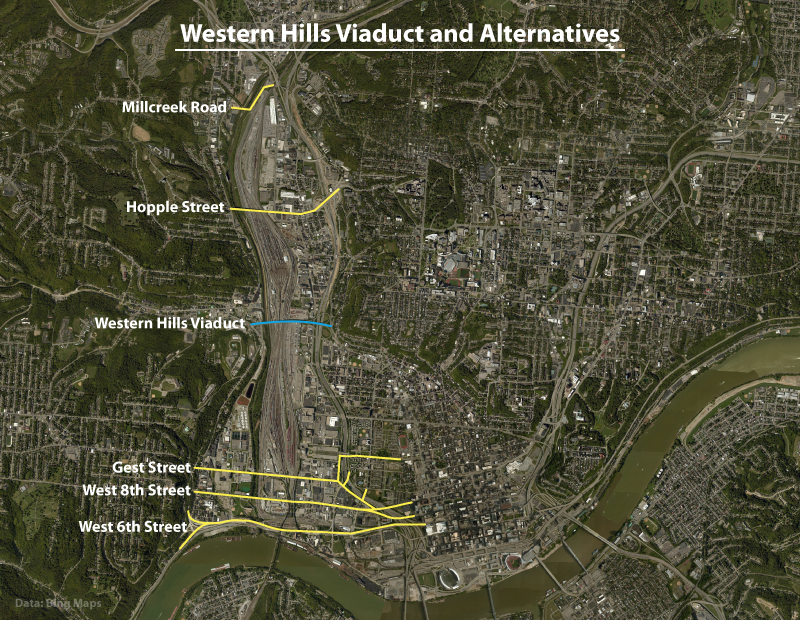 Western Hills Viaduct and Alternatives
Millcreek Road
Hopple Street
Western Hills Viaduct
Gest Street
West 8th Street
West 6th Street
Data: Bing Maps